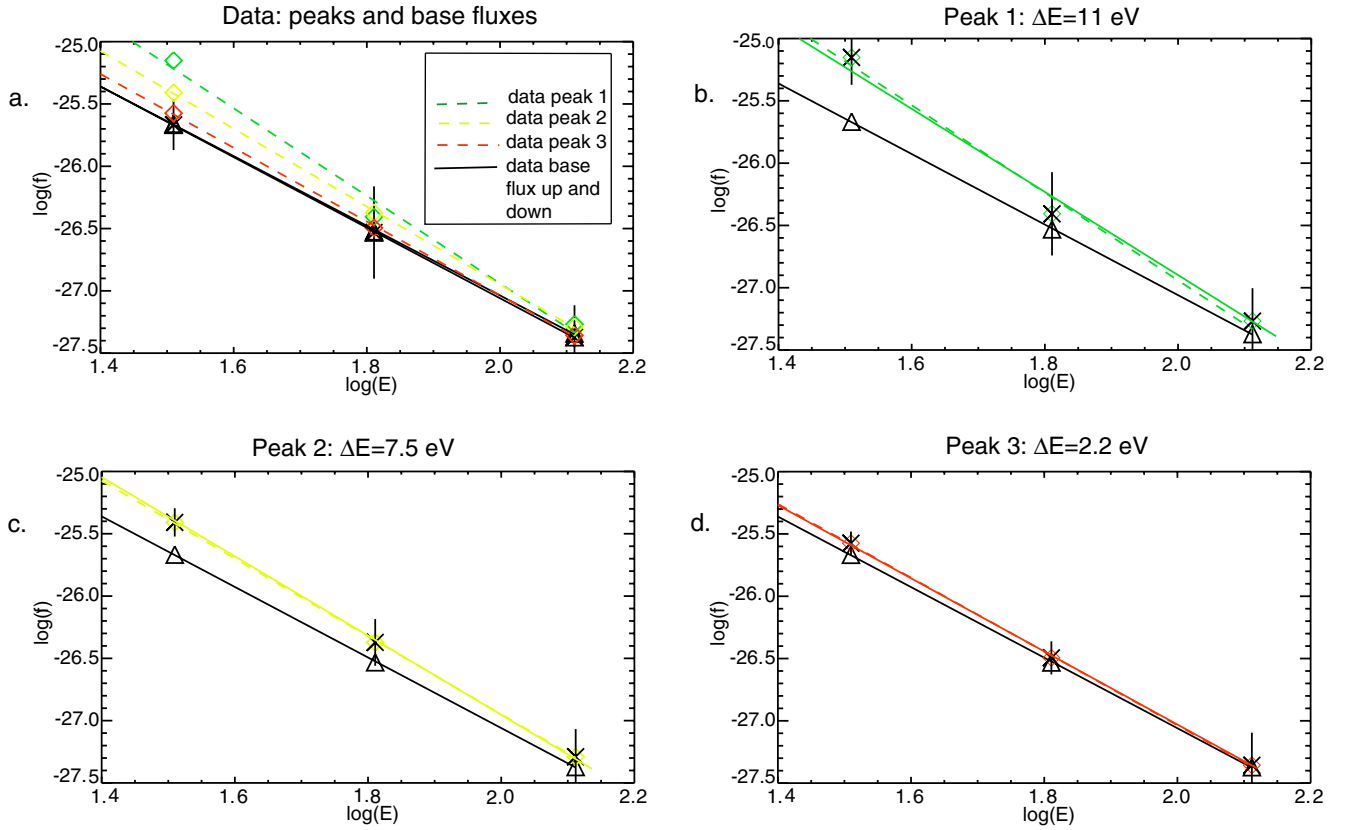 Data: peaks and base fluxes
a.
-25.0
-25.5
-26.0
-26.5
-27.0
-27.5
log(f)
data peak 1
data peak 2
data peak 3
data base
flux up and
down
1.4
1.6
1.8
2.0
2.2
log(E)
Peak 1: ΔE=11 eV
b.
-25.0
-25.5
-26.0
-26.5
-27.0
-27.5
log(f)
1.4
1.6
1.8
2.0
2.2
log(E)
Peak 2: ΔE=7.5 eV
c.
-25.0
-25.5
-26.0
-26.5
-27.0
-27.5
log(f)
1.4
1.6
1.8
2.0
2.2
log(E)
Peak 3: ΔE=2.2 eV
d.
-25.0
-25.5
-26.0
-26.5
-27.0
-27.5
log(f)
1.4
1.6
1.8
2.0
2.2
log(E)